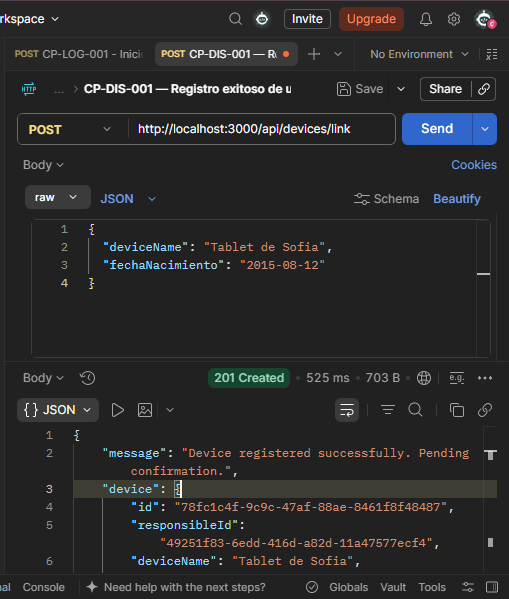 rkspace
Invite
Upgrade
POST CP-LOG-001 - Inici
POST CP-DIS-001 — R
No Environment
HTTP
... > CP-DIS-001 — Registro exitoso de u
Save
Share
POST
http://localhost:3000/api/devices/link
Send
Body
Cookies
raw
JSON
Schema
Beautify
1 {
2 "deviceName": "Tablet de Sofia",
3 "fechaNacimiento": "2015-08-12"
4 }
Body
201 Created • 525 ms • 703 B
e.g.
{} JSON
1 {
2 "message": "Device registered successfully. Pending
confirmation.",
3 "device": {
4 "id": "78fc1c4f-9c9c-47af-88ae-8461f8f48487",
5 "responsibleId":
"49251f83-6edd-416d-a82d-11a47577ecf4",
6 "deviceName": "Tablet de Sofia",
nal
Console
Need help with the next steps?
Globals
Vault
Tools